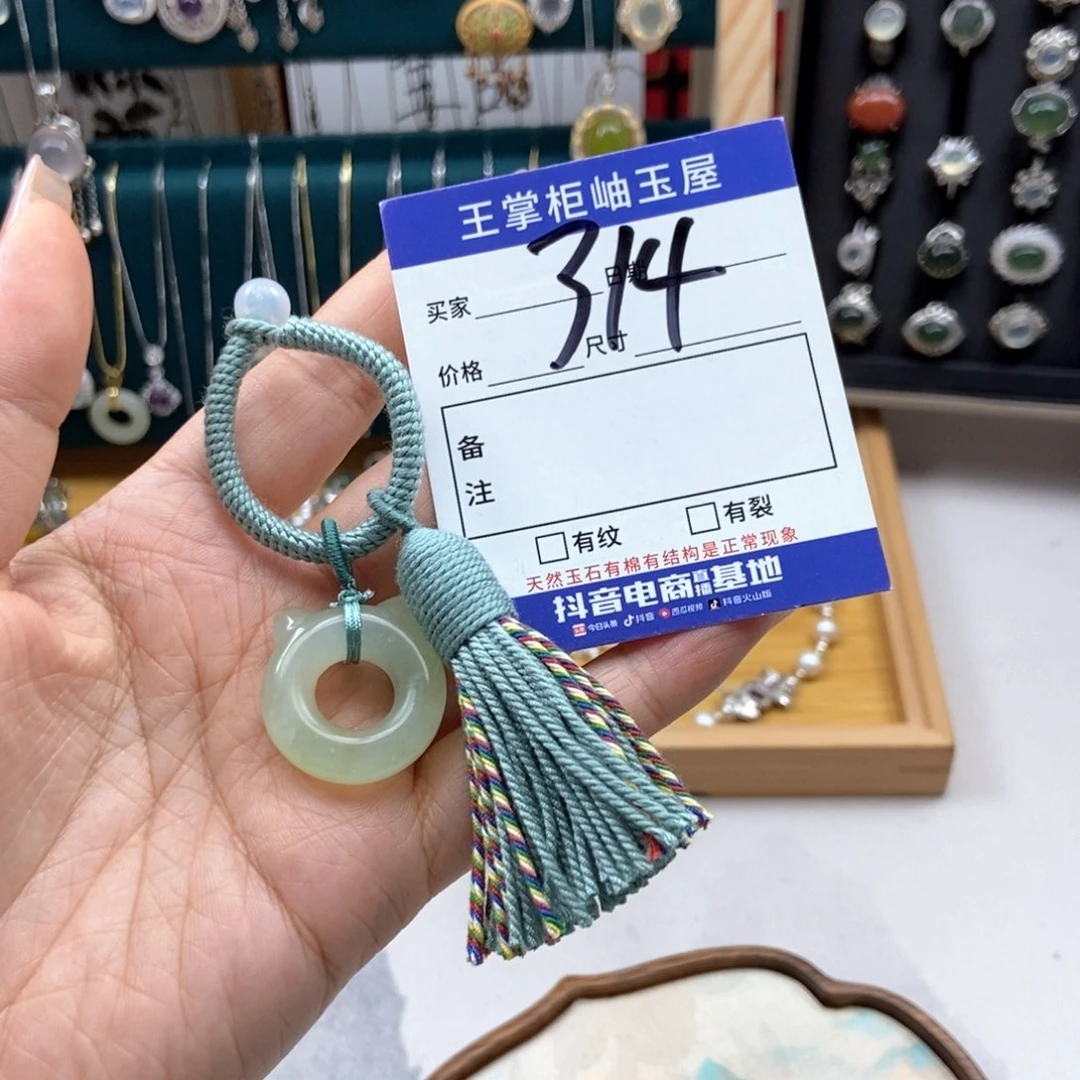 王掌柜岫玉屋
314
买家 日期
价格 尺寸
备注
有纹 有裂
天然玉石有棉有结构是正常现象
抖音电商直播基地
今日头条 抖音 西瓜视频 抖音火山版